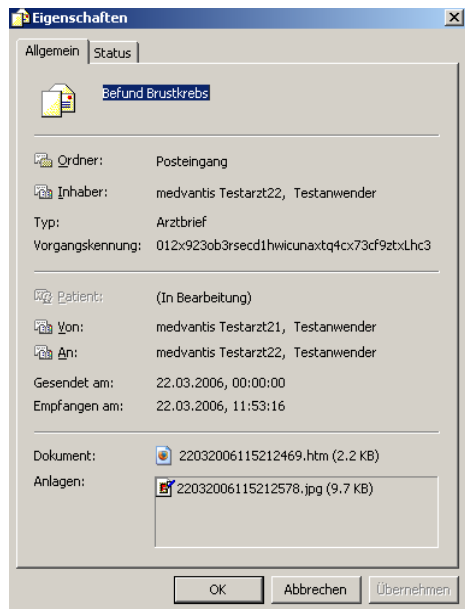 Eigenschaften
Allgemein Status
Befund Brustkrebs
Ordner: Posteingang
Inhaber: medvantis Testarzt22, Testanwender
Typ: Arztbrief
Vorgangskennung: 012x923ob3rsecd1hwicunaxtq4cx73cf9ztxLhc3
Patient: (In Bearbeitung)
Von: medvantis Testarzt21, Testanwender
An: medvantis Testarzt22, Testanwender
Gesendet am: 22.03.2006, 00:00:00
Empfangen am: 22.03.2006, 11:53:16
Dokument: 22032006115212469.htm (2.2 KB)
Anlagen: 22032006115212578.jpg (9.7 KB)
OK Abbrechen Übernehmen